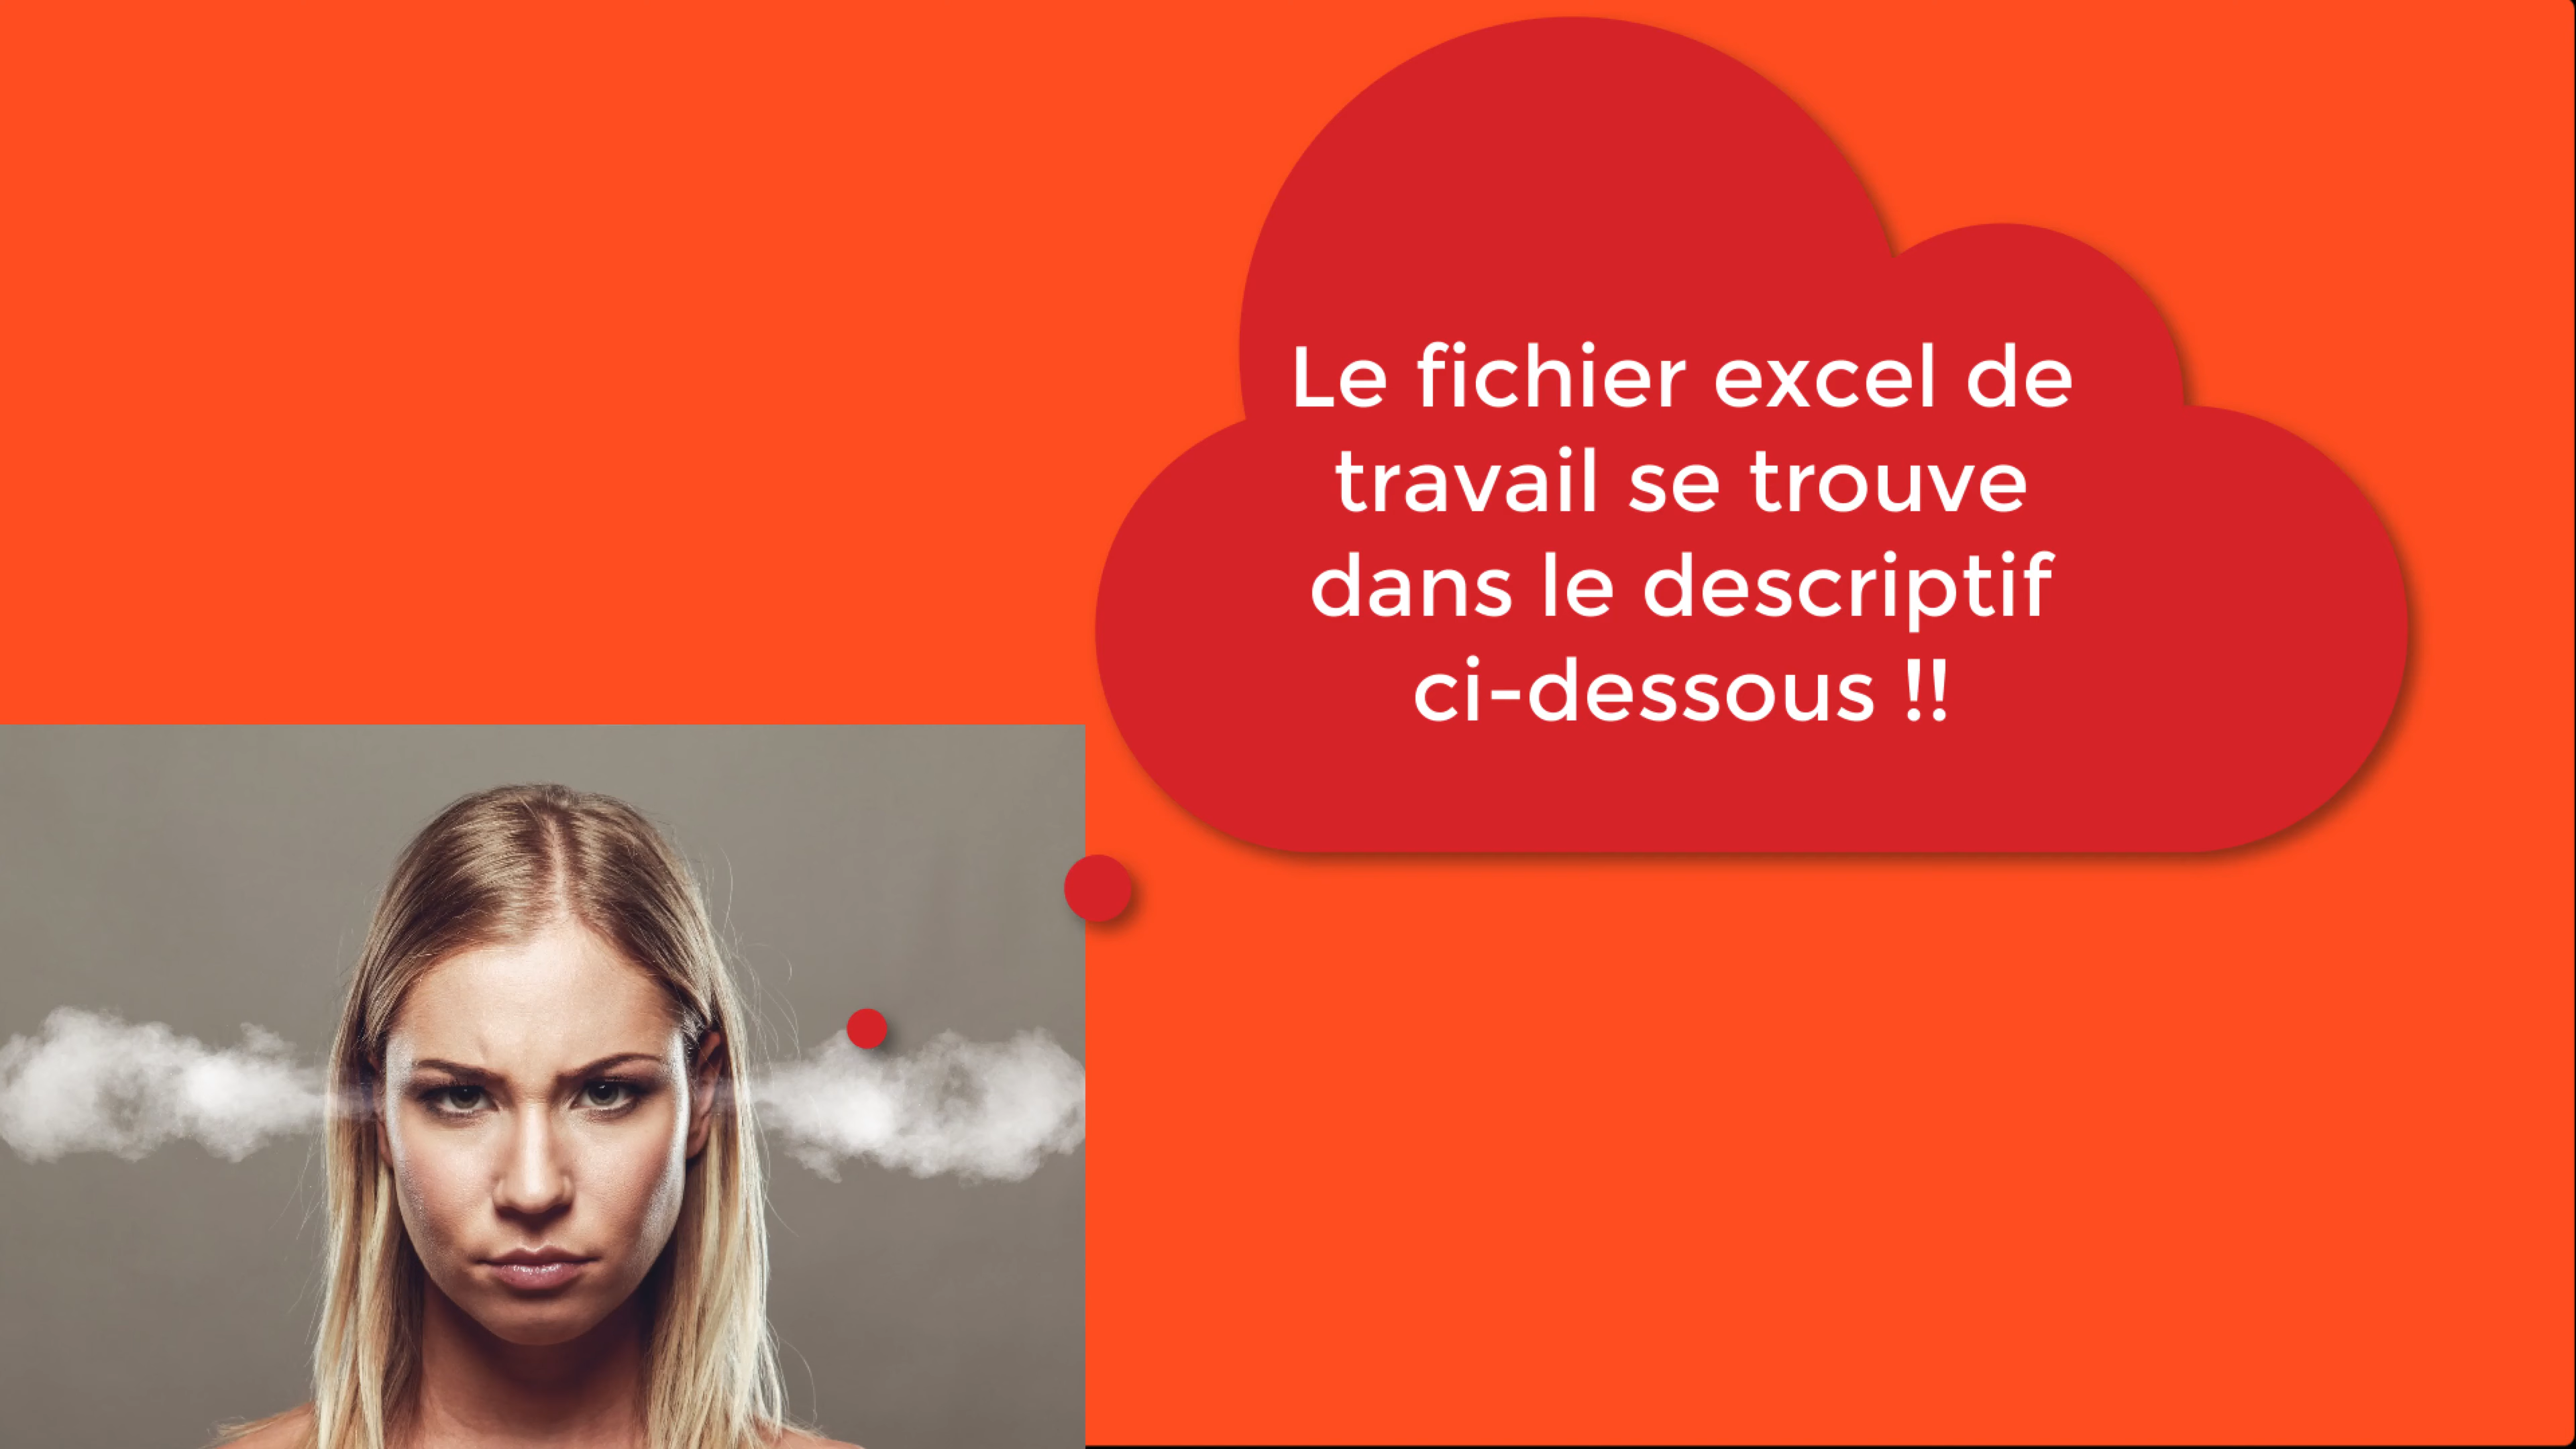 Le fichier excel de
travail se trouve
dans le descriptif
ci-dessous !!